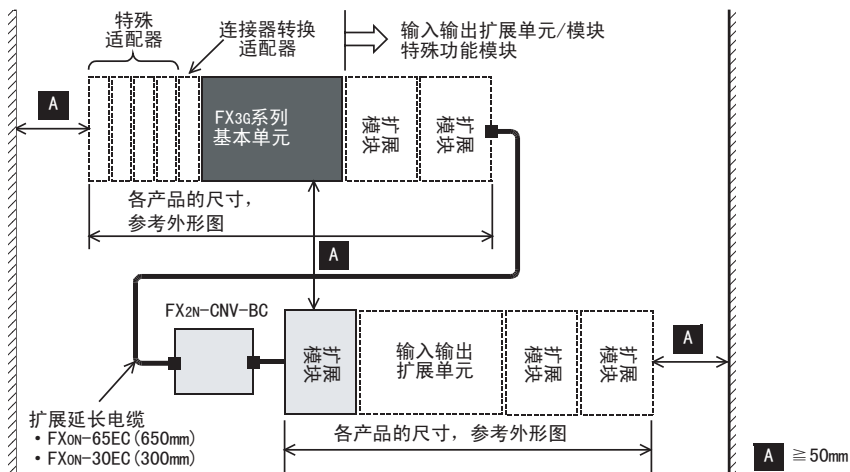 特殊
适配器
连接器转换
适配器
输入输出扩展单元/模块
特殊功能模块
A
FX3G系列
基本单元
扩展
模块
扩展
模块
各产品的尺寸，
参考外形图
A
FX2N-CNV-BC
扩展
模块
输入输出
扩展单元
扩展
模块
扩展
模块
A
扩展延长电缆
• FX0N-65EC(650mm)
• FX0N-30EC(300mm)
各产品的尺寸，参考外形图
A ≧50mm